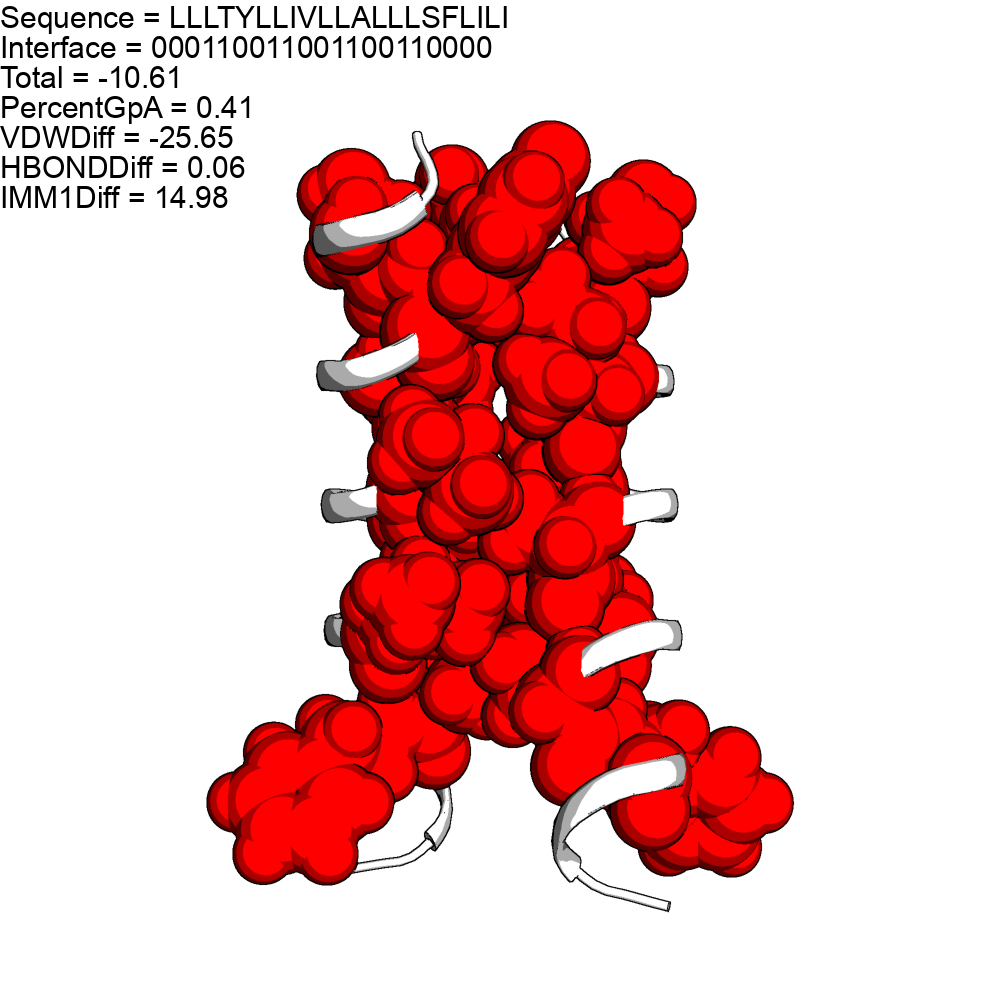 Sequence = LLLTYLLIVLLALLLSFLILI
Interface = 000110011001100110000
Total = -10.61
PercentGpA = 0.41
VDWDiff = -25.65
HBONDDiff = 0.06
IMM1Diff = 14.98